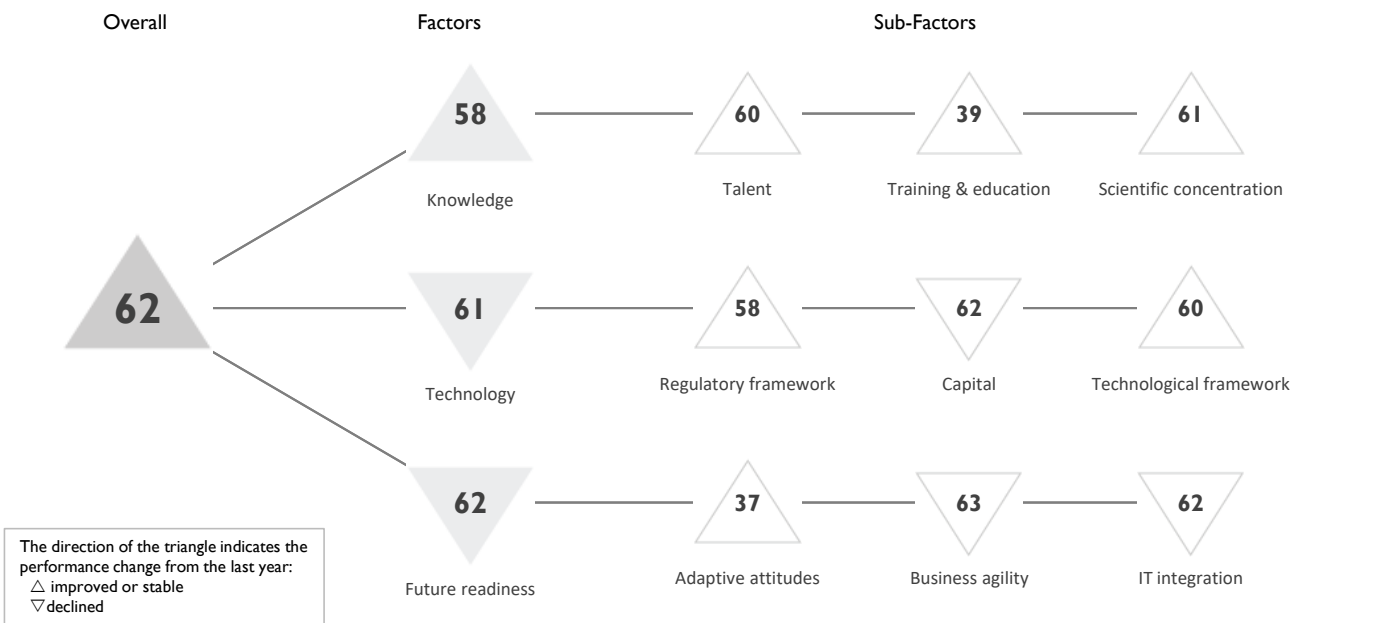 Overall Factors Sub-Factors
58 60 39 61
Knowledge Talent Training & education Scientific concentration
62 61 58 62 60
Technology Regulatory framework Capital Technological framework
62 37 63 62
Future readiness Adaptive attitudes Business agility IT integration
The direction of the triangle indicates the
performance change from the last year:
△ improved or stable
▽ declined